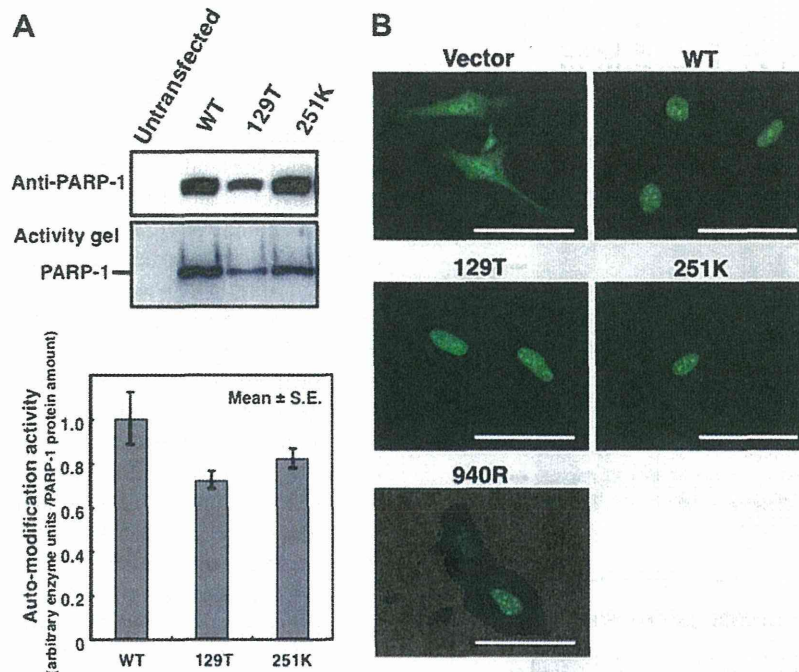 A
Untransfected
WT
129T
251K
Anti-PARP-1
Activity gel
PARP-1
Auto-modification activity
(arbitrary enzyme units /PARP-1 protein amount)
Mean ± S.E.
1.0
0.8
0.6
0.4
0.2
0
WT
129T
251K
B
Vector
WT
129T
251K
940R